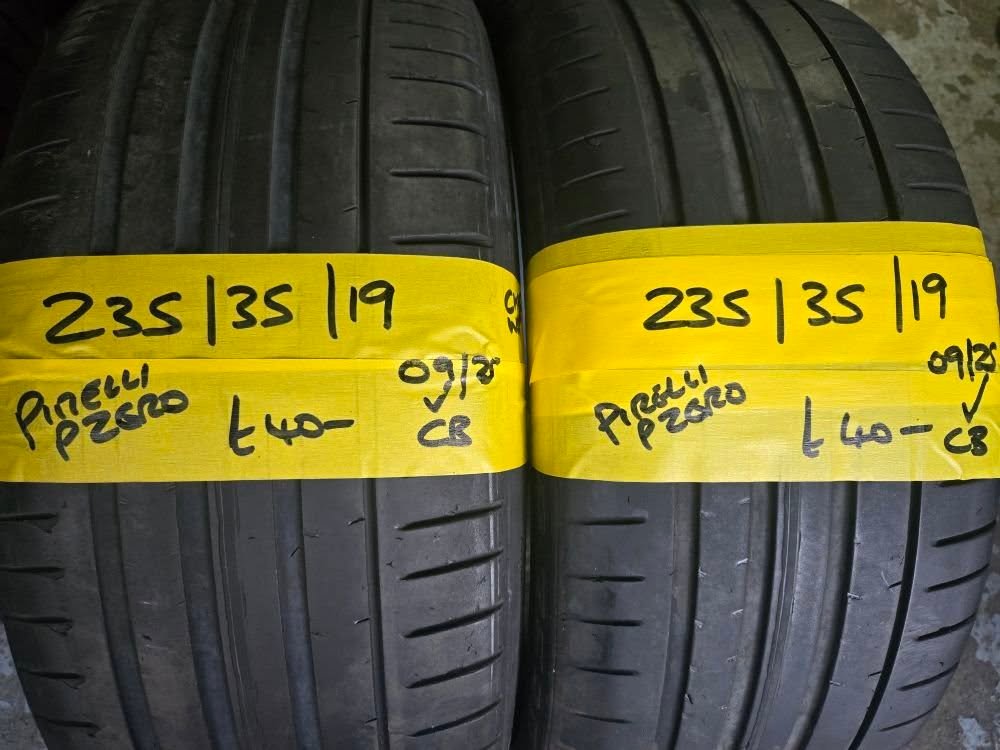 235/35/19
09/25
PIRELLI
PZERO
£40-
CB
235/35/19
09/25
PIRELLI
PZERO
£40-
CB